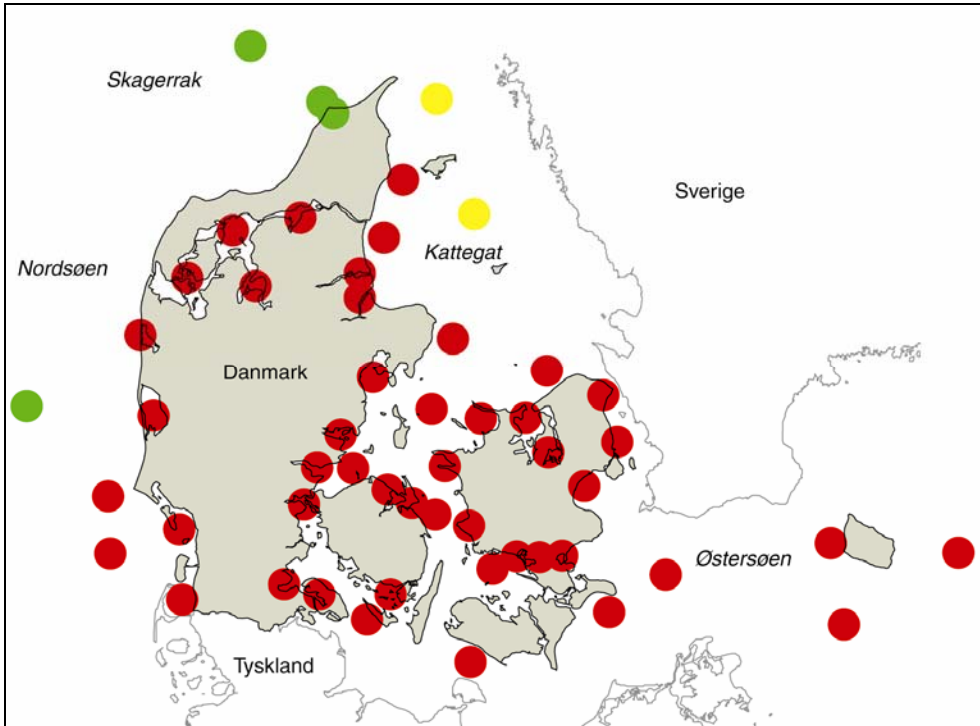 Skagerrak
Sverige
Nordsøen
Kattegat
Danmark
Østersøen
Tyskland